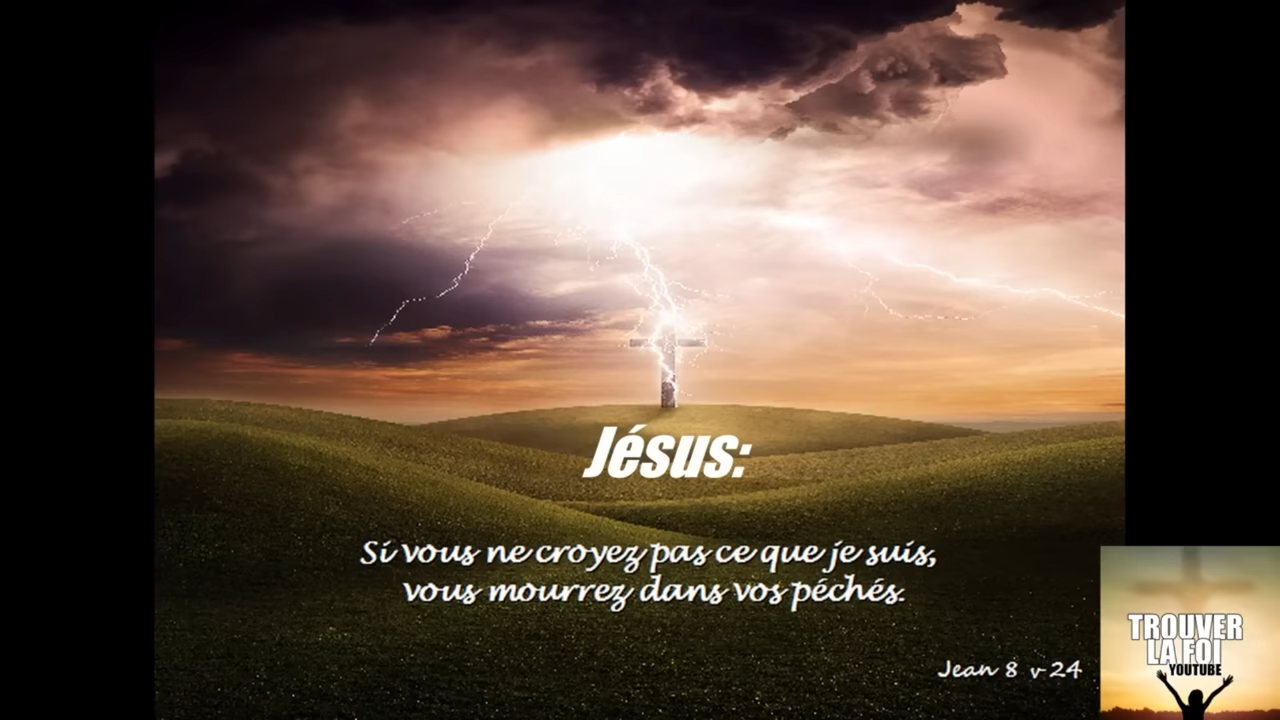 Jésus:
Si vous ne croyez pas ce que je suis,
vous mourrez dans vos péchés.
Jean 8 v 24
TROUVER
LA FOI
YOUTUBE